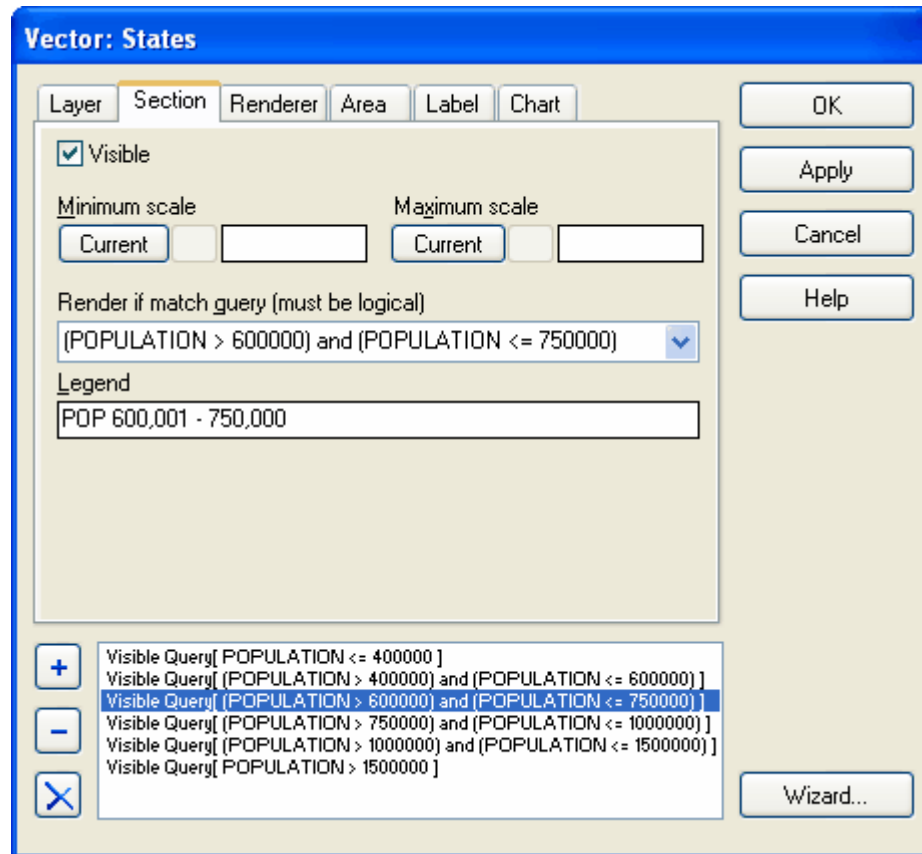 Vector: States
Layer Section Renderer Area Label Chart
OK
Visible
Apply
Minimum scale Maximum scale
Current Current
Cancel
Help
Render if match query (must be logical)
(POPULATION > 600000) and (POPULATION <= 750000)
Legend
POP 600,001 - 750,000
+
-
Visible Query[ POPULATION <= 400000 ]
Visible Query[ (POPULATION > 400000) and (POPULATION <= 600000) ]
Visible Query[ (POPULATION > 600000) and (POPULATION <= 750000) ]
Visible Query[ (POPULATION > 750000) and (POPULATION <= 1000000) ]
Visible Query[ (POPULATION > 1000000) and (POPULATION <= 1500000) ]
Visible Query[ POPULATION > 1500000 ]
Wizard...